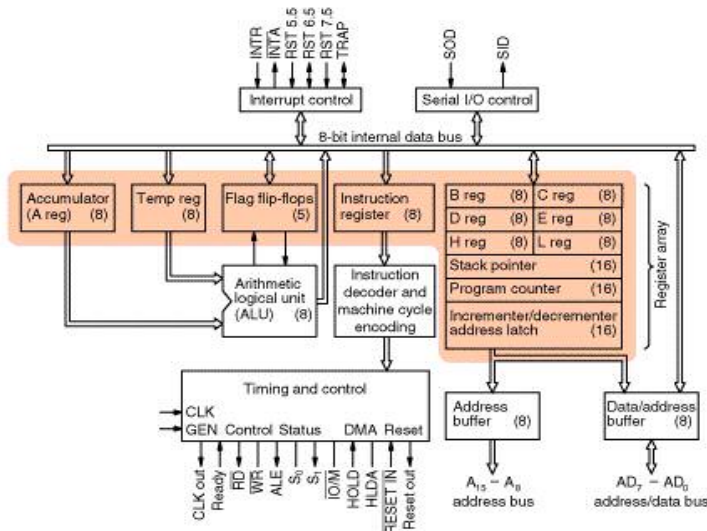 INTR
INTA
RST 5.5
RST 6.5
RST 7.5
TRAP
SOD
SID
Interrupt control
Serial I/O control
8-bit internal data bus
Accumulator
(A reg) (8)
Temp reg
(8)
Flag flip-flops
(5)
Instruction
register (8)
B reg (8)
C reg (8)
D reg (8)
E reg (8)
H reg (8)
L reg (8)
Stack pointer (16)
Program counter (16)
Incrementer/decrementer
address latch (16)
Register array
Arithmetic
logical unit
(ALU) (8)
Instruction
decoder and
machine cycle
encoding
Timing and control
CLK
GEN Control Status DMA Reset
CLK out
Ready
RD
WR
ALE
S0
S1
IO/M
HOLD
HLDA
RESET IN
Reset out
Address
buffer (8)
Data/address
buffer (8)
A15 – A8
address bus
AD7 – AD0
address/data bus